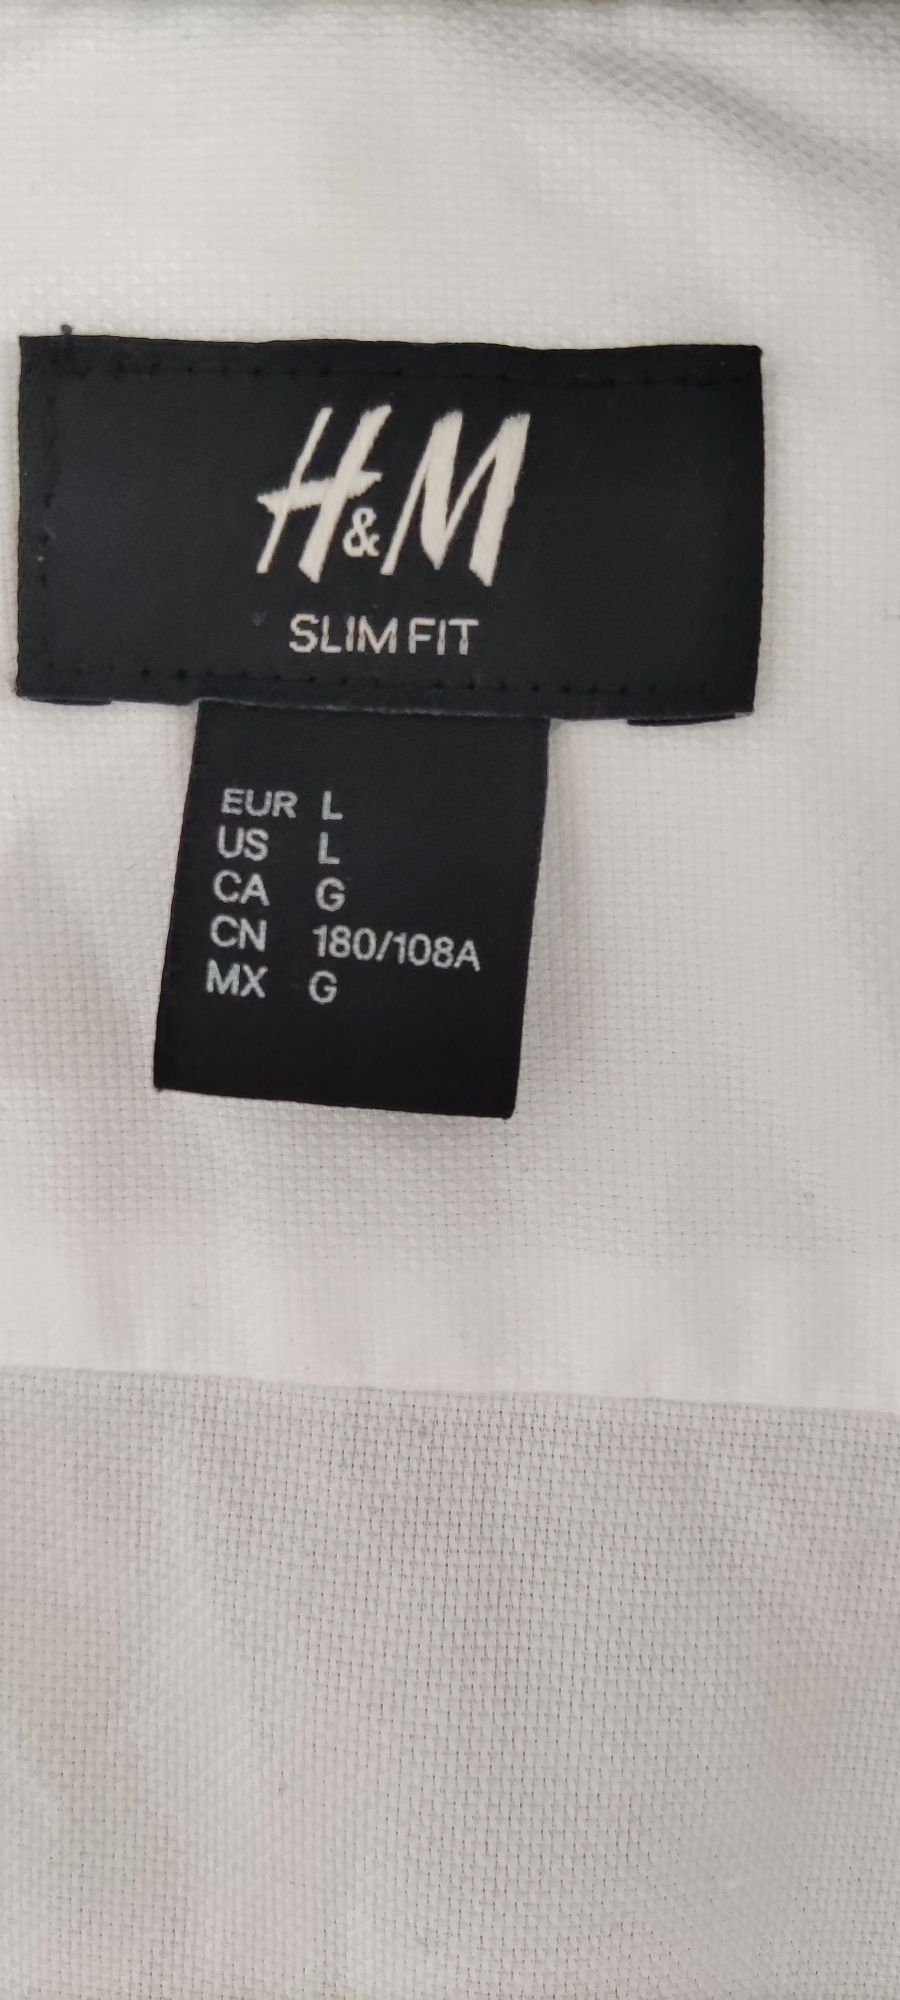 H&M
SLIM FIT
EUR L
US L
CA G
CN 180/108A
MX G